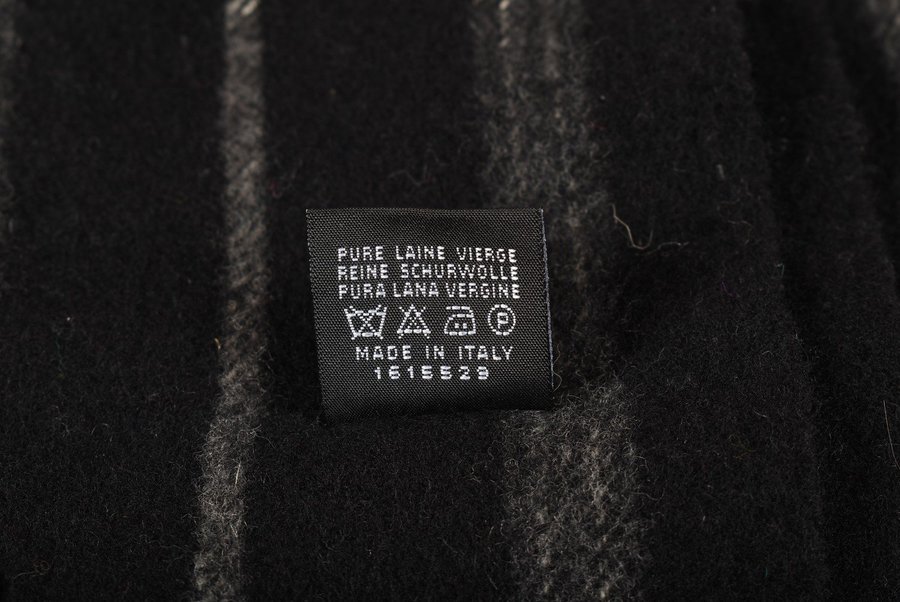 PURE LAINE VIERGE
REINE SCHURWOLLE
PURA LANA VERGINE
P
MADE IN ITALY
1615529